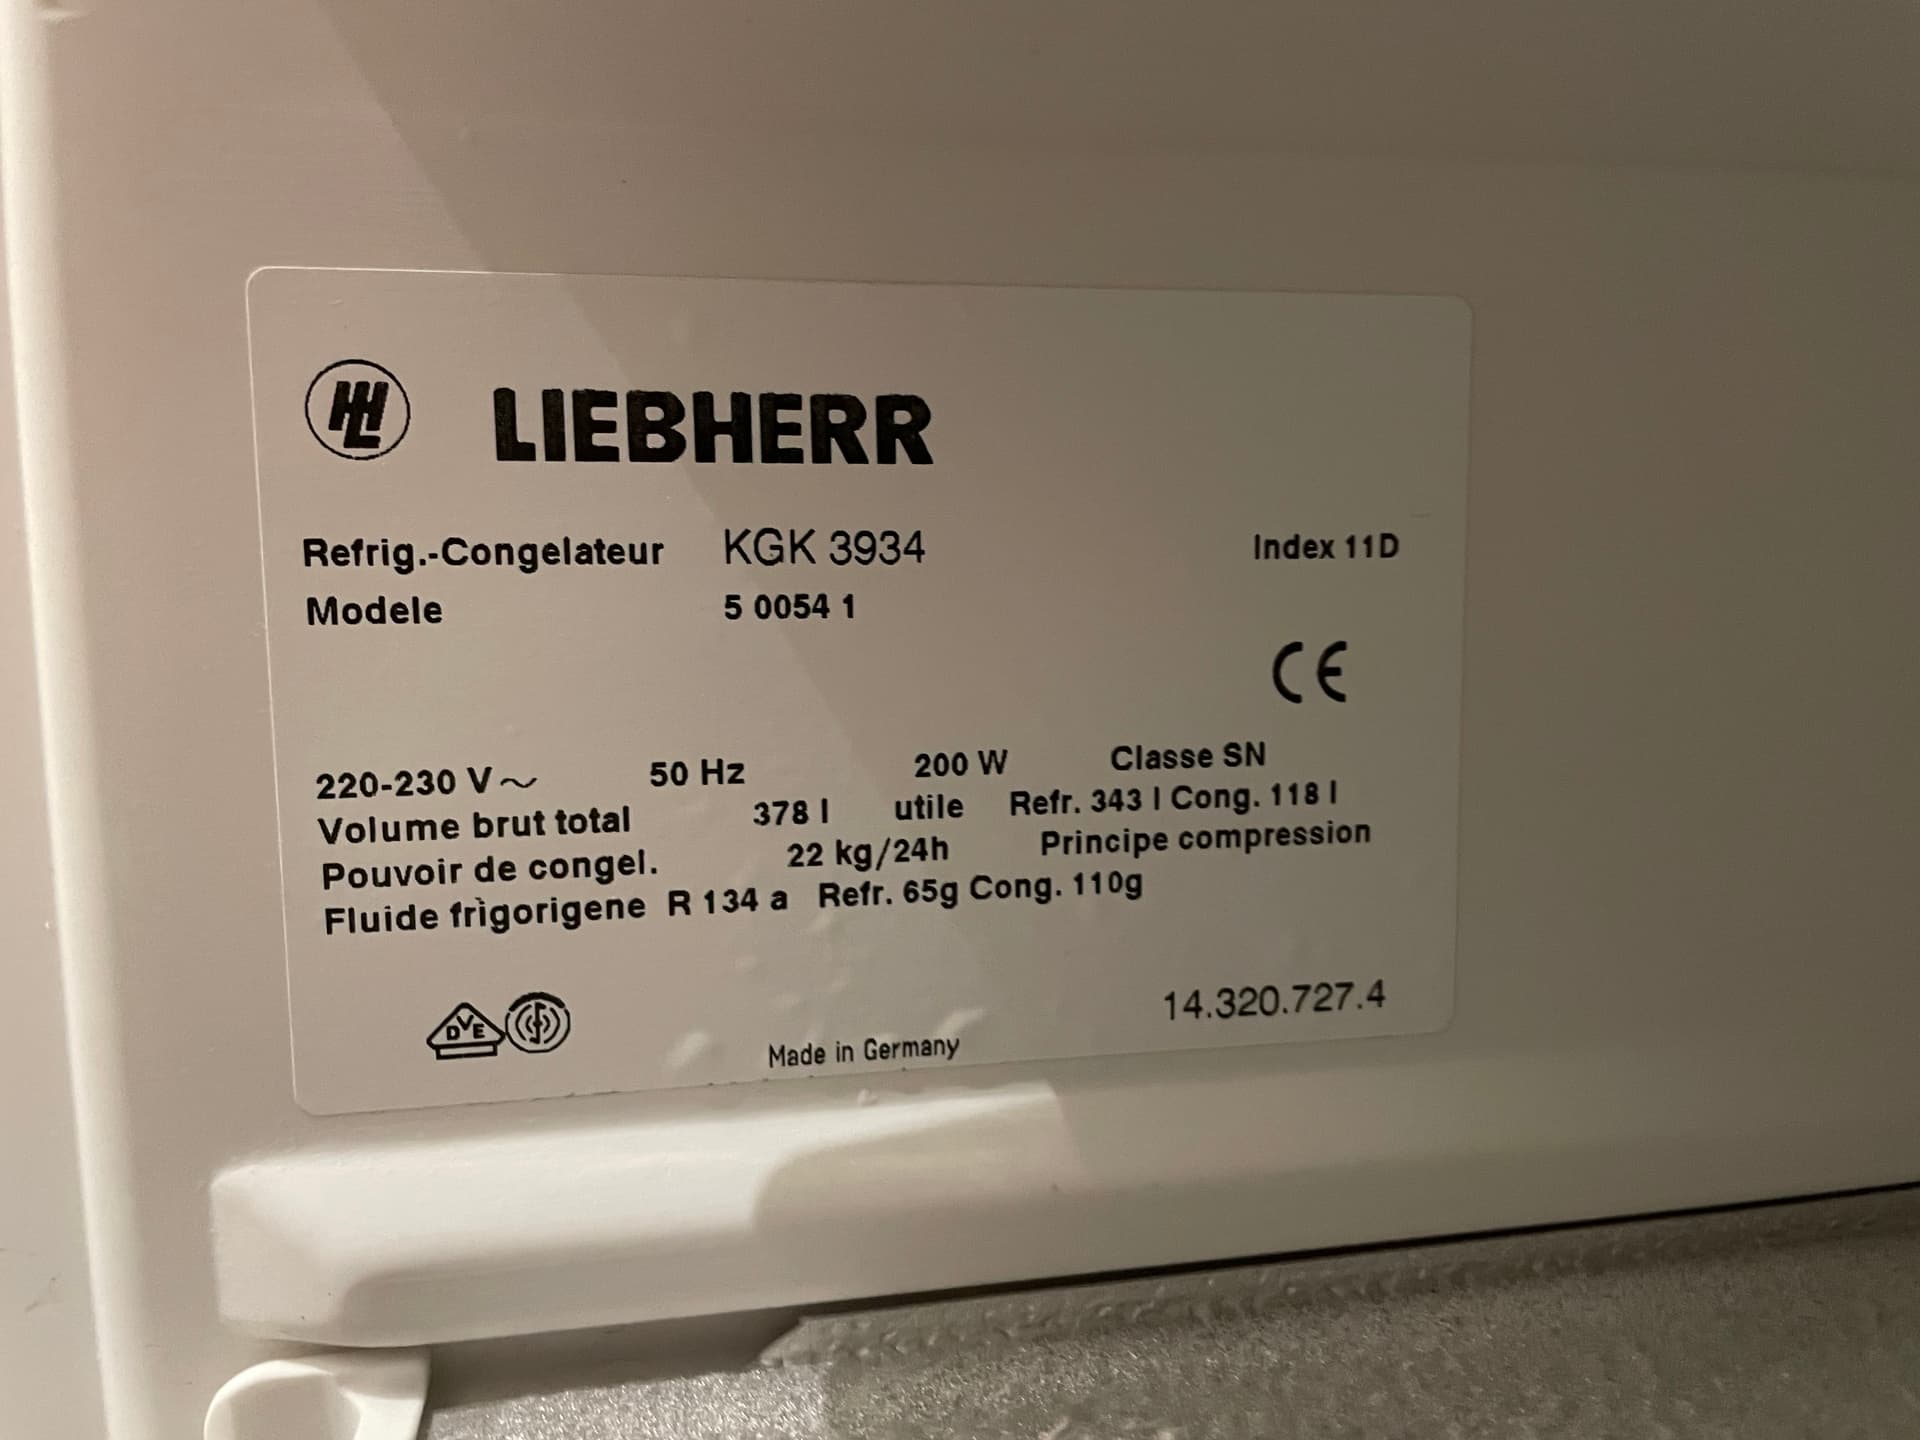 HLL LIEBHERR
Refrig.-Congelateur KGK 3934 Index 11D
Modele 5 0054 1
CE
220-230 V~ 50 Hz 200 W Classe SN
Volume brut total 378 l utile Refr. 343 l Cong. 118 l
Pouvoir de congel. 22 kg/24h Principe compression
Fluide frìgorigene R 134 a Refr. 65g Cong. 110g
DVE
Made in Germany 14.320.727.4